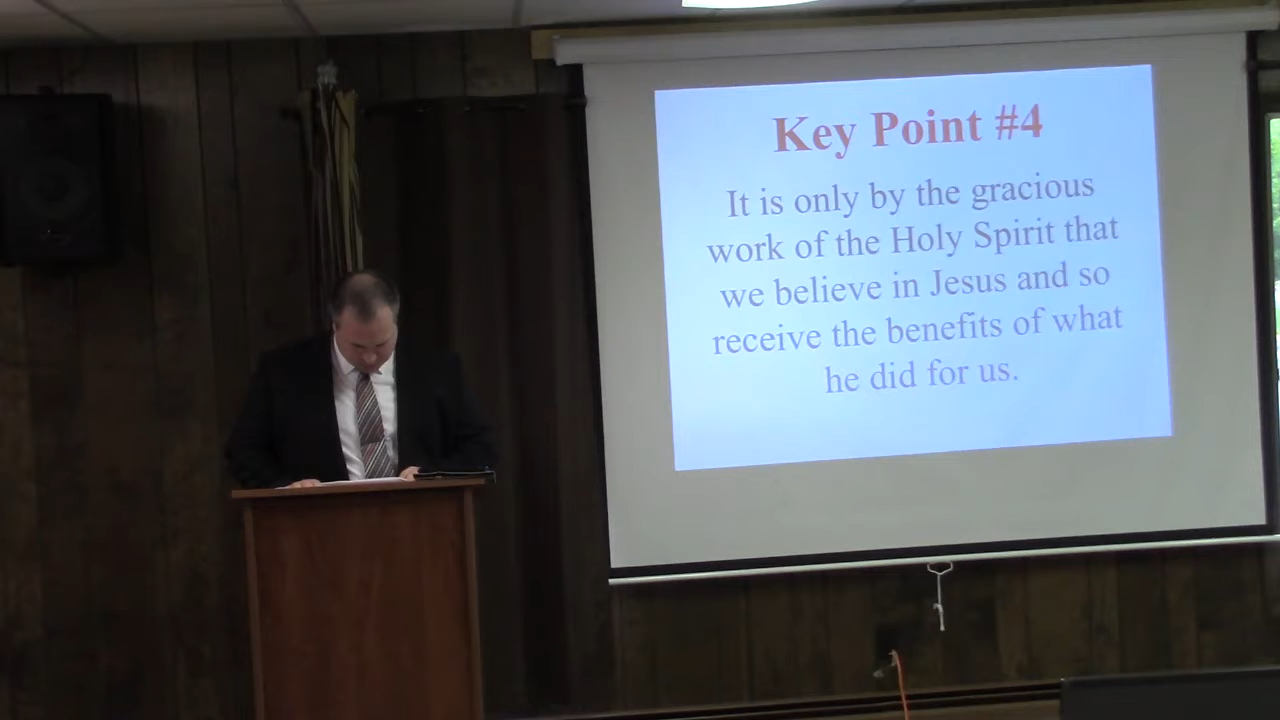 Key Point #4
It is only by the gracious
work of the Holy Spirit that
we believe in Jesus and so
receive the benefits of what
he did for us.